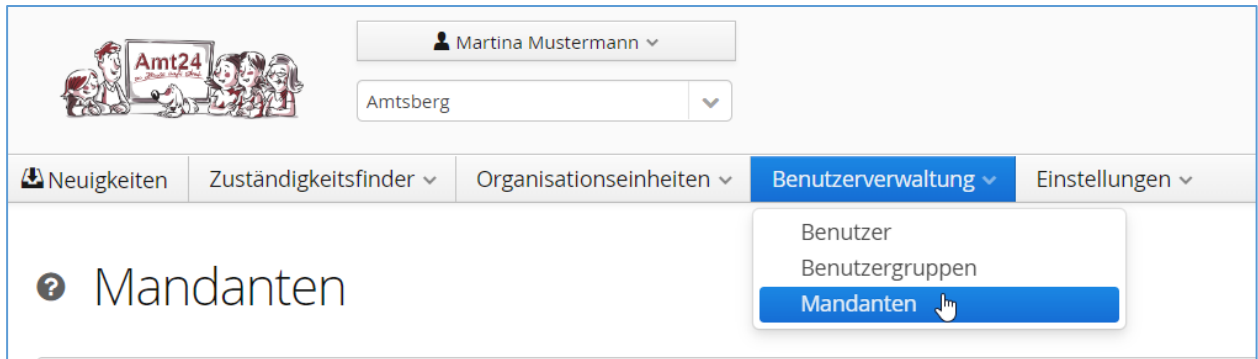 Martina Mustermann
Amt24
Amtsberg
Neuigkeiten Zuständigkeitsfinder Organisationseinheiten Benutzerverwaltung Einstellungen
Benutzer
Benutzergruppen
Mandanten
? Mandanten